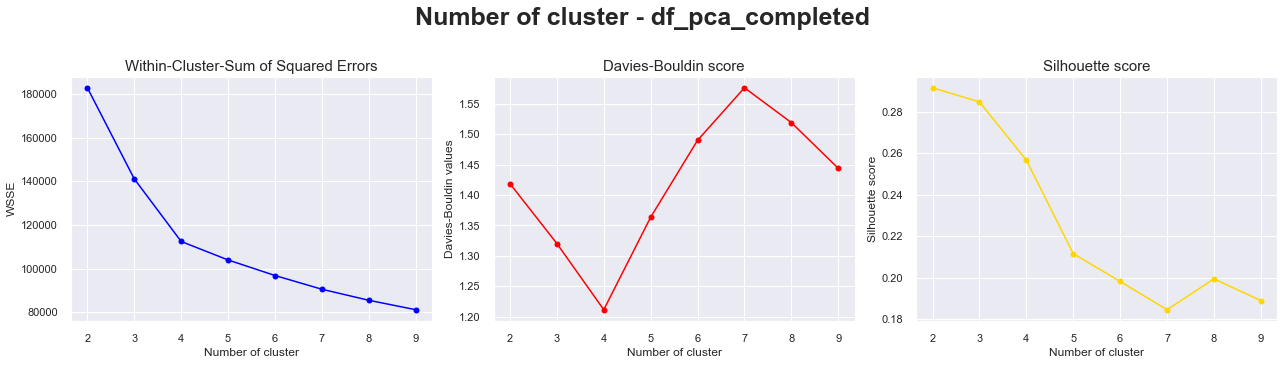 Number of cluster - df_pca_completed
Within-Cluster-Sum of Squared Errors
WSSE
180000
160000
140000
120000
100000
80000
2 3 4 5 6 7 8 9
Number of cluster
Davies-Bouldin score
Davies-Bouldin values
1.55
1.50
1.45
1.40
1.35
1.30
1.25
1.20
2 3 4 5 6 7 8 9
Number of cluster
Silhouette score
Silhouette score
0.28
0.26
0.24
0.22
0.20
0.18
2 3 4 5 6 7 8 9
Number of cluster